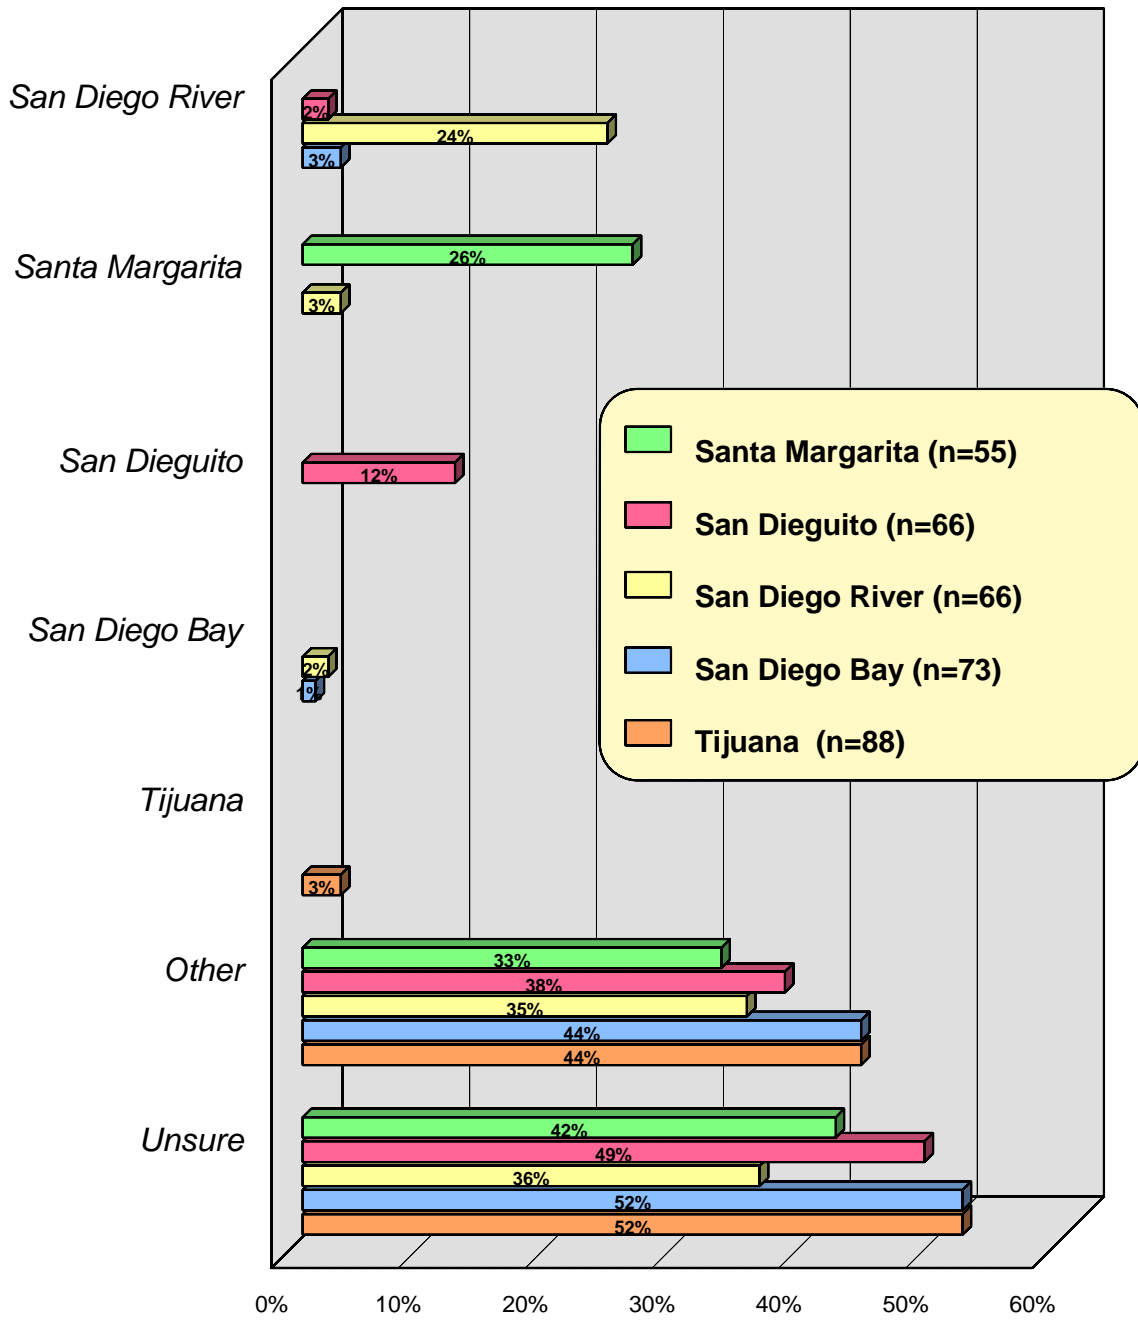 San Diego River
2%
24%
3%
Santa Margarita
26%
3%
San Dieguito
12%
San Diego Bay
2%
1%
Tijuana
3%
Other
33%
38%
35%
44%
44%
Unsure
42%
49%
36%
52%
52%
Santa Margarita (n=55)
San Dieguito (n=66)
San Diego River (n=66)
San Diego Bay (n=73)
Tijuana (n=88)
0% 10% 20% 30% 40% 50% 60%